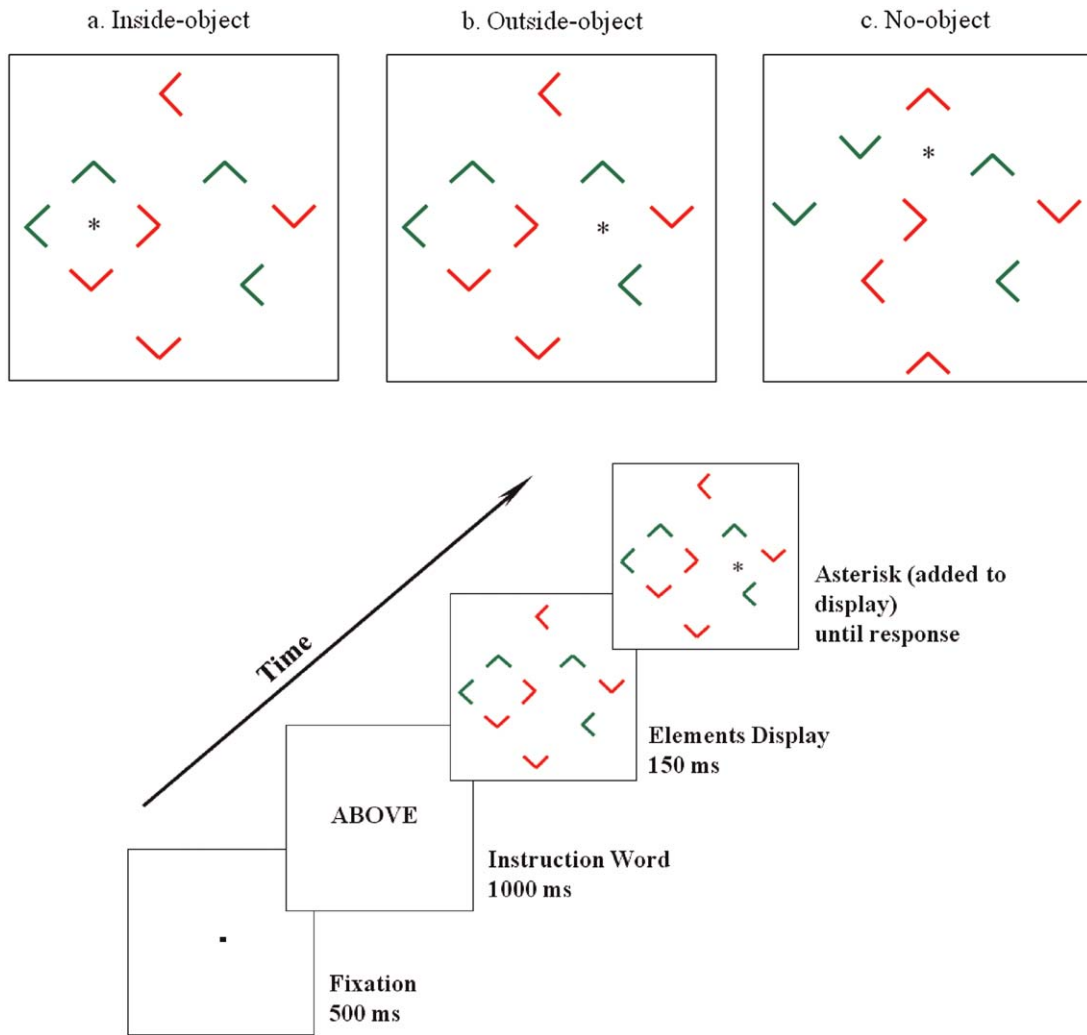 a. Inside-object
b. Outside-object
c. No-object
*
*
*
Time
*
Asterisk (added to
display)
until response
Elements Display
150 ms
ABOVE
Instruction Word
1000 ms
Fixation
500 ms